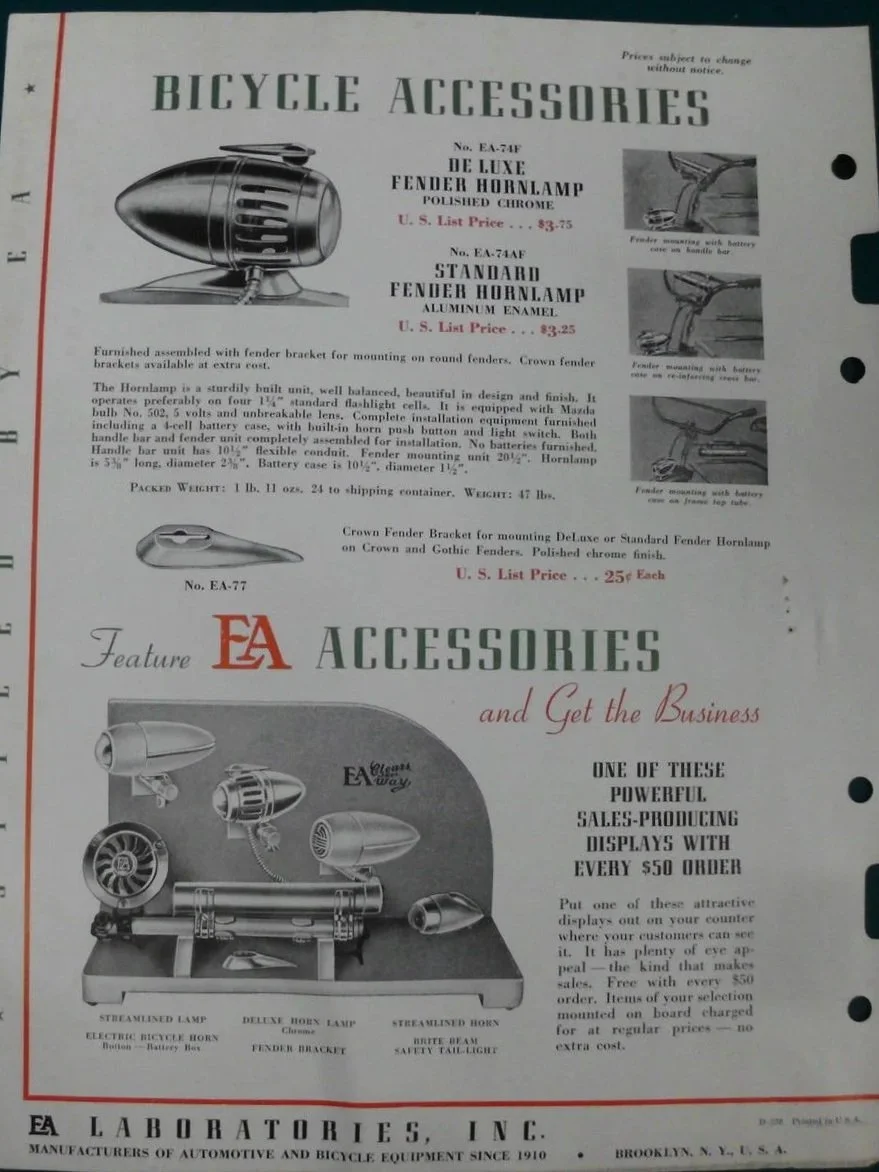 Prices subject to change
without notice.
BICYCLE ACCESSORIES
No. EA-74F
DE LUXE
FENDER HORNLAMP
POLISHED CHROME
U. S. List Price . . . $3.75
No. EA-74AF
STANDARD
FENDER HORNLAMP
ALUMINUM ENAMEL
U. S. List Price . . . $3.25
Fender mounting with battery
case on handle bar.
Fender mounting with battery
case on re-inforcing cross bar.
Fender mounting with battery
case on frame top tube.
Furnished assembled with fender bracket for mounting on round fenders. Crown fender
brackets available at extra cost.
The Hornlamp is a sturdily built unit, well balanced, beautiful in design and finish. It
operates preferably on four 1¼" standard flashlight cells. It is equipped with Mazda
bulb No. 502, 5 volts and unbreakable lens. Complete installation equipment furnished
including a 4-cell battery case, with built-in horn push button and light switch. Both
handle bar and fender unit completely assembled for installation. No batteries furnished.
Handle bar unit has 10½" flexible conduit. Fender mounting unit 20½". Hornlamp
is 5⅜" long, diameter 2⅜". Battery case is 10½", diameter 1½".
PACKED WEIGHT: 1 lb. 11 ozs. 24 to shipping container. WEIGHT: 47 lbs.
No. EA-77
Crown Fender Bracket for mounting DeLuxe or Standard Fender Hornlamp
on Crown and Gothic Fenders. Polished chrome finish.
U. S. List Price . . . 25¢ Each
Feature EA ACCESSORIES
and Get the Business
EA Clears
the
Way
EA
ONE OF THESE
POWERFUL
SALES-PRODUCING
DISPLAYS WITH
EVERY $50 ORDER
Put one of these attractive
displays out on your counter
where your customers can see
it. It has plenty of eye ap-
peal — the kind that makes
sales. Free with every $50
order. Items of your selection
mounted on board charged
for at regular prices — no
extra cost.
STREAMLINED LAMP
ELECTRIC BICYCLE HORN
Button — Battery Box
DELUXE HORN LAMP
Chrome
FENDER BRACKET
STREAMLINED HORN
BRITE BEAM
SAFETY TAIL-LIGHT
EA LABORATORIES, INC.
MANUFACTURERS OF AUTOMOTIVE AND BICYCLE EQUIPMENT SINCE 1910 • BROOKLYN, N. Y., U. S. A.
Printed in U.S.A.